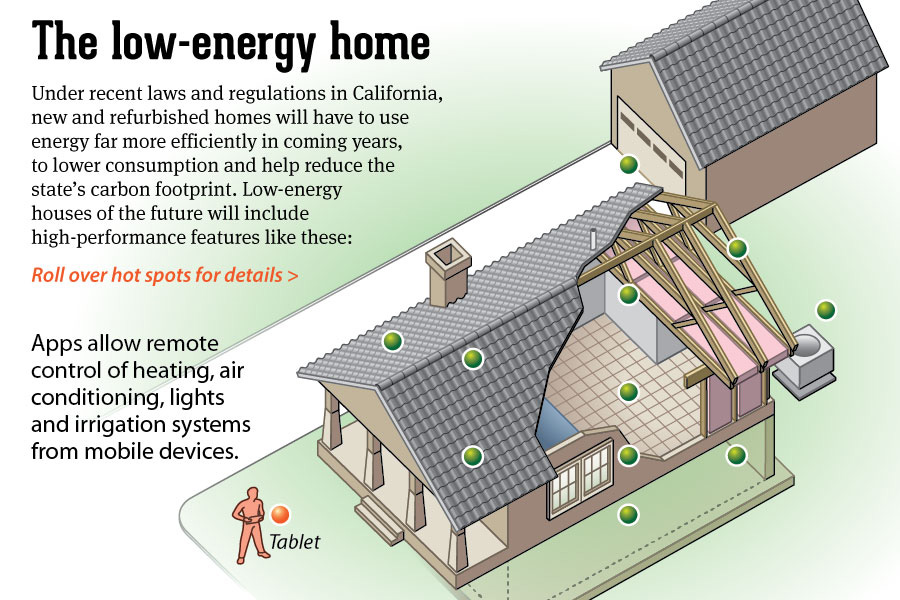 The low-energy home
Under recent laws and regulations in California,
new and refurbished homes will have to use
energy far more efficiently in coming years,
to lower consumption and help reduce the
state’s carbon footprint. Low-energy
houses of the future will include
high-performance features like these:
Roll over hot spots for details >
Apps allow remote
control of heating, air
conditioning, lights
and irrigation systems
from mobile devices.
Tablet